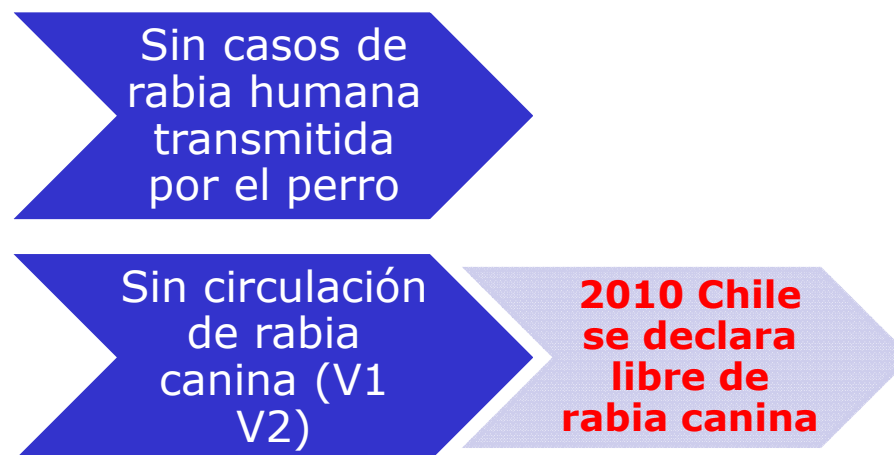 Sin casos de
rabia humana
transmitida
por el perro
Sin circulación
de rabia
canina (V1
V2)
2010 Chile
se declara
libre de
rabia canina